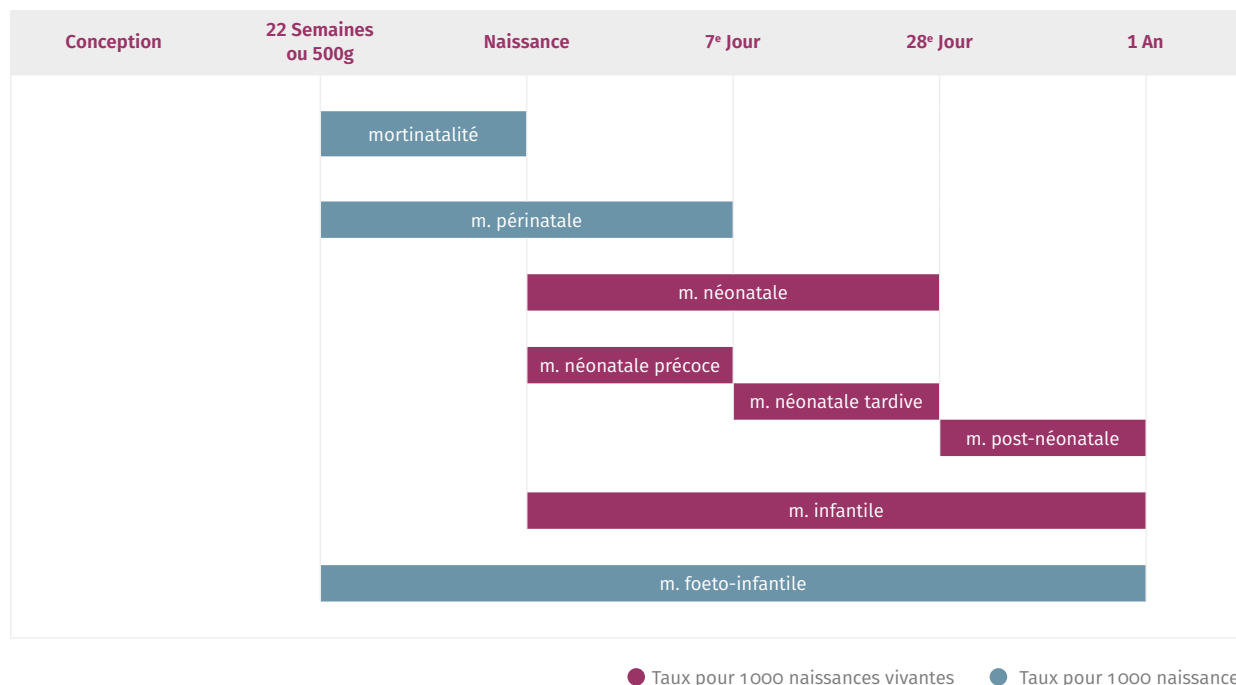 Conception
22 Semaines
ou 500g
Naissance
7e Jour
28e Jour
1 An
mortinatalité
m. périnatale
m. néonatale
m. néonatale précoce
m. néonatale tardive
m. post-néonatale
m. infantile
m. foeto-infantile
Taux pour 1000 naissances vivantes
Taux pour 1000 naissance